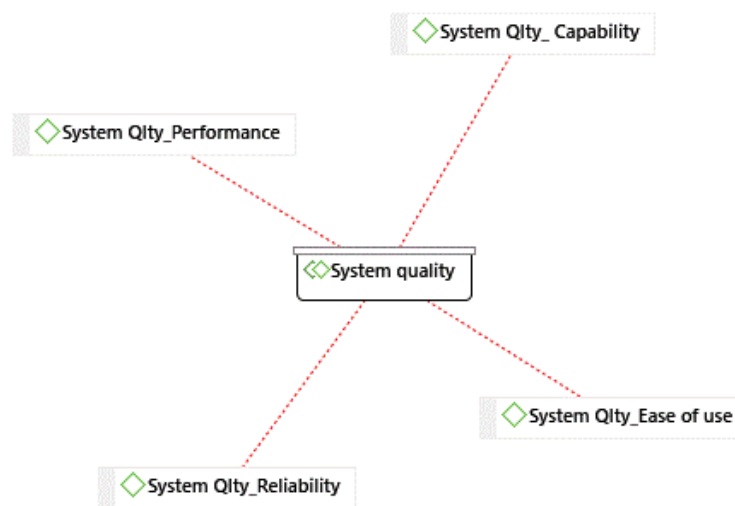 System Qlty_ Capability
System Qlty_Performance
System quality
System Qlty_Ease of use
System Qlty_Reliability